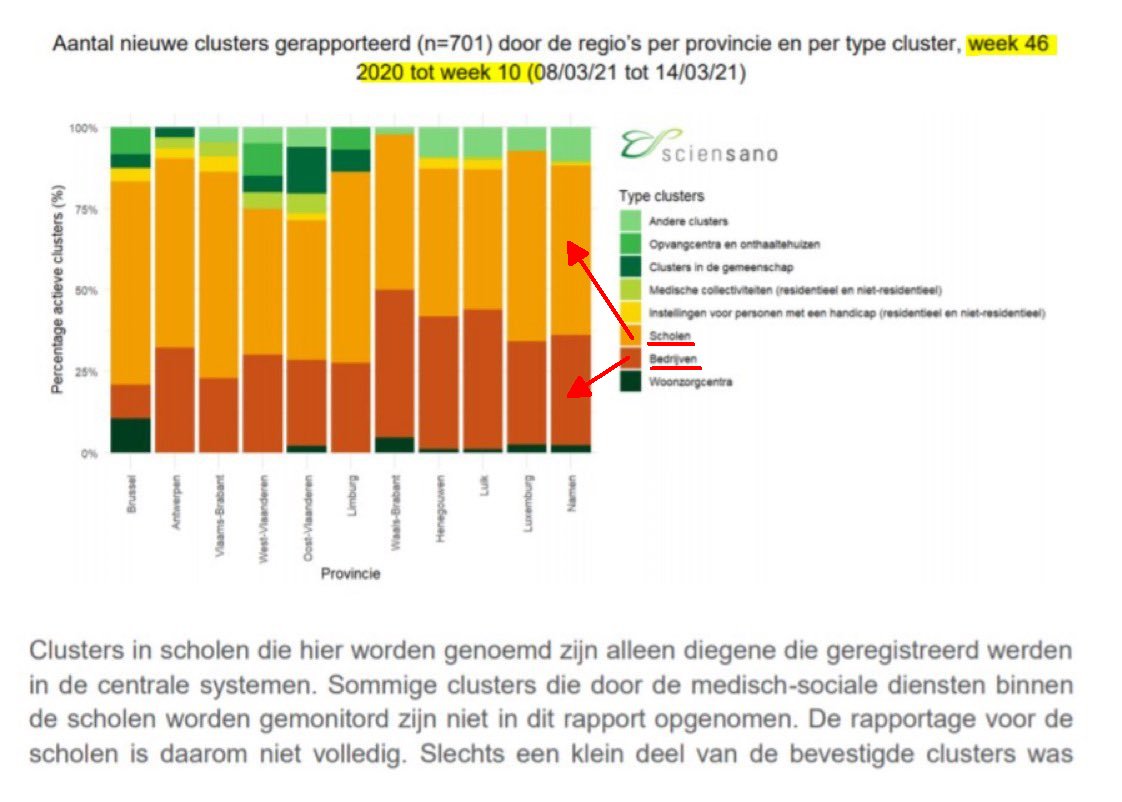 Aantal nieuwe clusters gerapporteerd (n=701) door de regio's per provincie en per type cluster, week 46
2020 tot week 10 (08/03/21 tot 14/03/21)
100%
75%
50%
25%
0%
Percentage actieve clusters (%)
Brussel
Antwerpen
Vlaams-Brabant
West-Vlaanderen
Oost-Vlaanderen
Limburg
Waals-Brabant
Henegouwen
Luik
Luxemburg
Namen
Provincie
sciensano
Type clusters
Andere clusters
Opvangcentra en onthaaltehuizen
Clusters in de gemeenschap
Medische collectiviteiten (residentieel en niet-residentieel)
Instellingen voor personen met een handicap (residentieel en niet-residentieel)
Scholen
Bedrijven
Woonzorgcentra
Clusters in scholen die hier worden genoemd zijn alleen diegene die geregistreerd werden
in de centrale systemen. Sommige clusters die door de medisch-sociale diensten binnen
de scholen worden gemonitord zijn niet in dit rapport opgenomen. De rapportage voor de
scholen is daarom niet volledig. Slechts een klein deel van de bevestigde clusters was